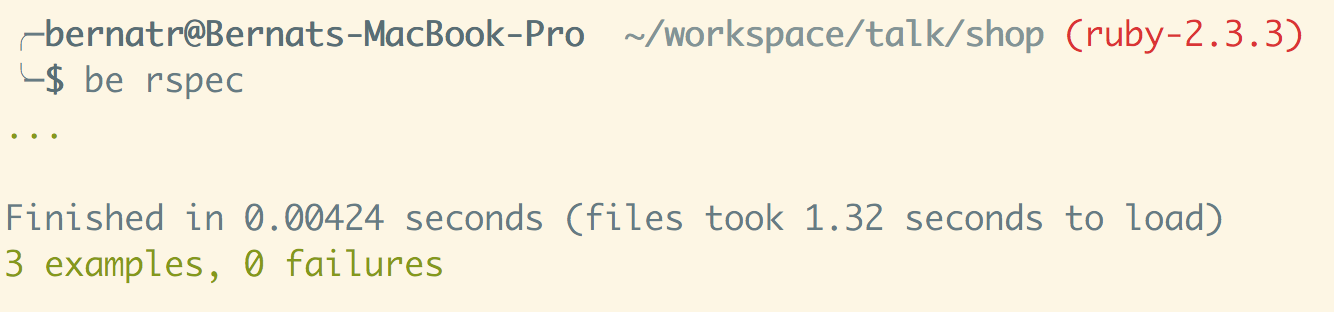 ╭─bernatr@Bernats-MacBook-Pro  ~/workspace/talk/shop (ruby-2.3.3)
╰─$ be rspec
...
Finished in 0.00424 seconds (files took 1.32 seconds to load)
3 examples, 0 failures